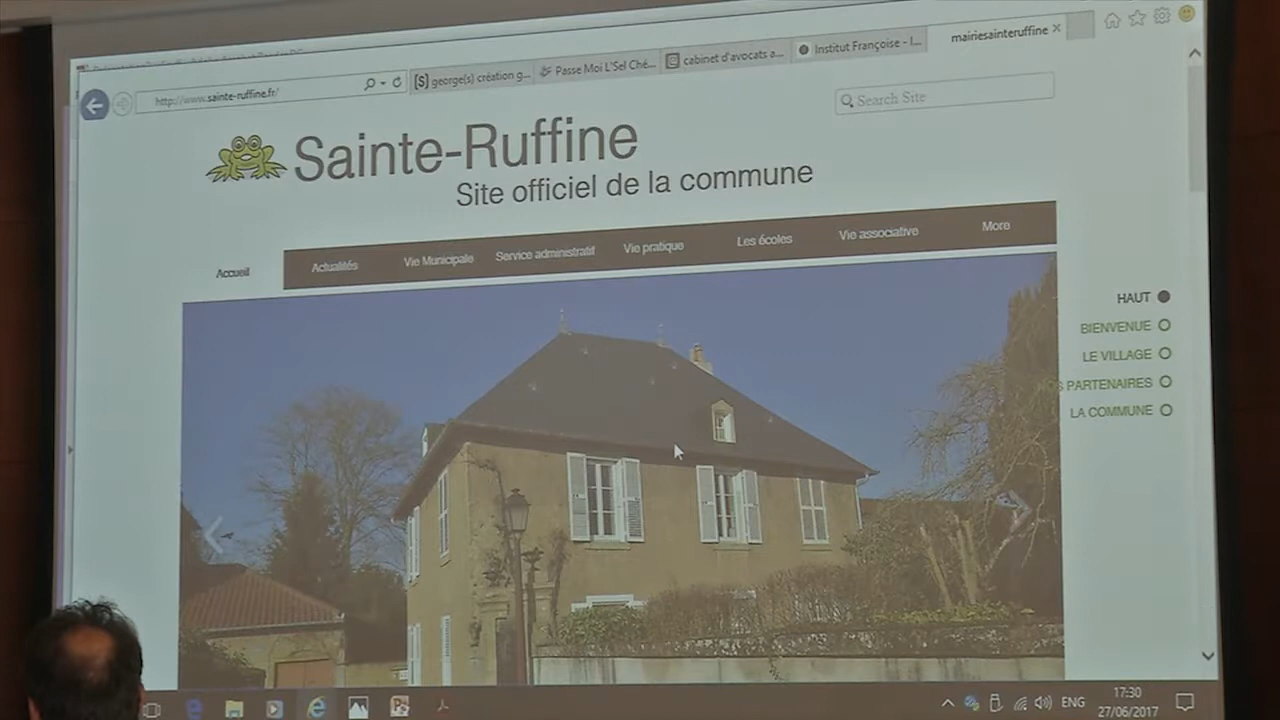 http://www.sainte-ruffine.fr/
[S] george(s) création g...
Passe Moi L'Sel Ché...
cabinet d'avocats a...
Institut Françoise - I...
mairiesainteruffine
Search Site
Sainte-Ruffine
Site officiel de la commune
Accueil
Actualités
Vie Municipale
Service administratif
Vie pratique
Les écoles
Vie associative
More
HAUT
BIENVENUE
LE VILLAGE
NOS PARTENAIRES
LA COMMUNE
ENG
17:30
27/06/2017